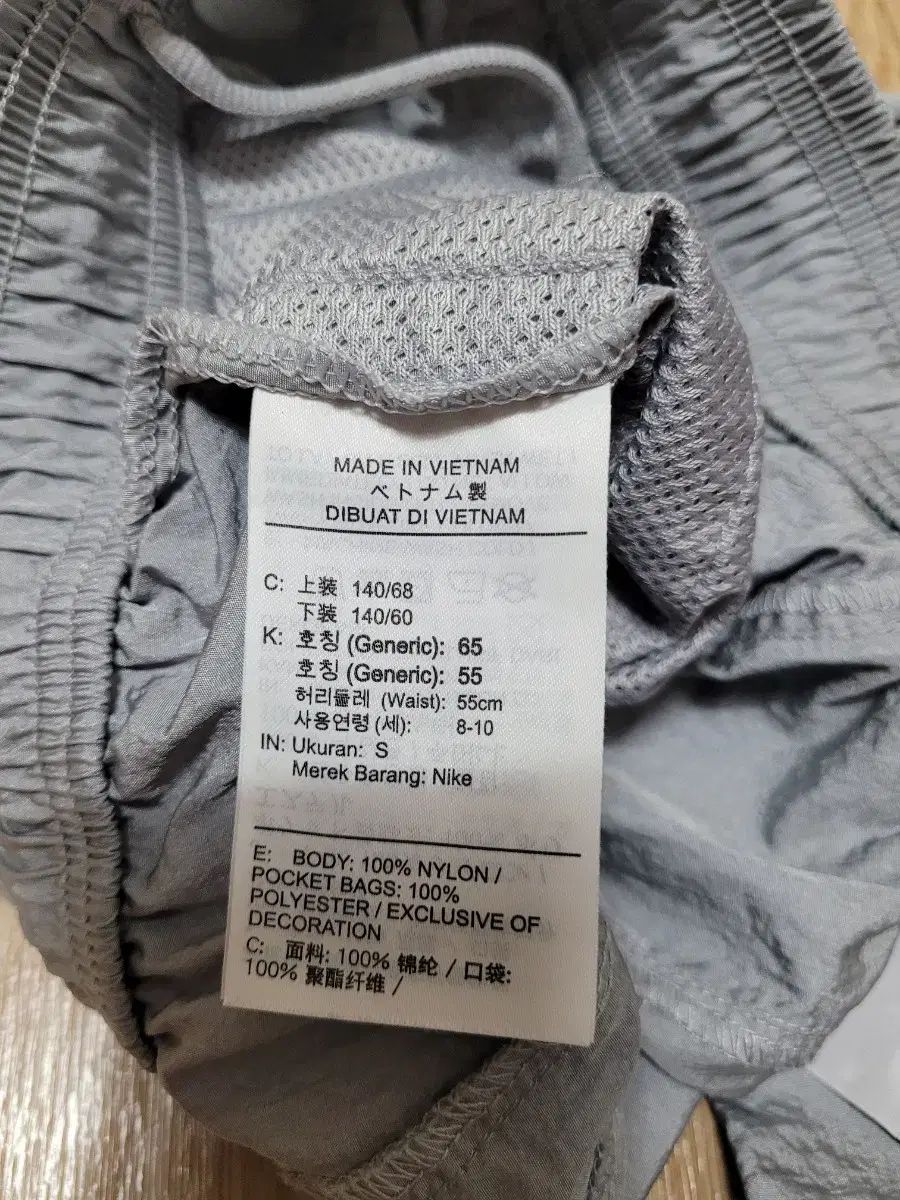 MADE IN VIETNAM
ベトナム製
DIBUAT DI VIETNAM
C: 上装 140/68
下装 140/60
K: 호칭 (Generic): 65
호칭 (Generic): 55
허리둘레 (Waist): 55cm
사용연령 (세): 8-10
IN: Ukuran: S
Merek Barang: Nike
E: BODY: 100% NYLON /
POCKET BAGS: 100%
POLYESTER / EXCLUSIVE OF
DECORATION
C: 面料: 100% 锦纶 / 口袋:
100% 聚酯纤维 /